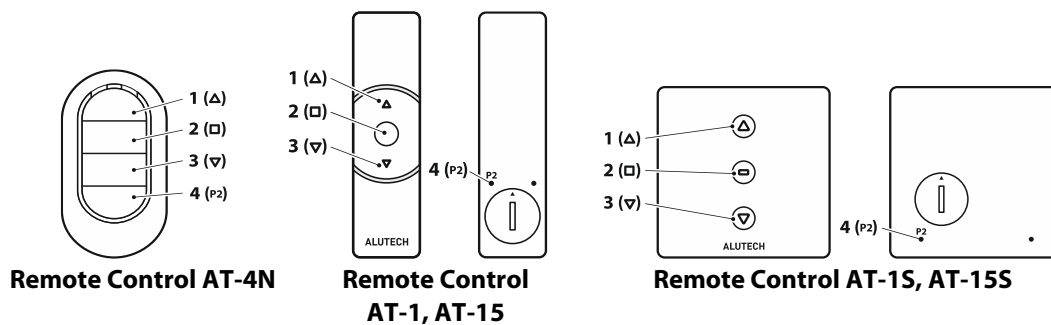 1 (△)
2 (□)
3 (▽)
4 (P2)
Remote Control AT-4N
1 (△)
2 (□)
3 (▽)
ALUTECH
4 (P2)
P2
Remote Control
AT-1, AT-15
1 (△)
2 (□)
3 (▽)
ALUTECH
4 (P2)
P2
Remote Control AT-1S, AT-15S